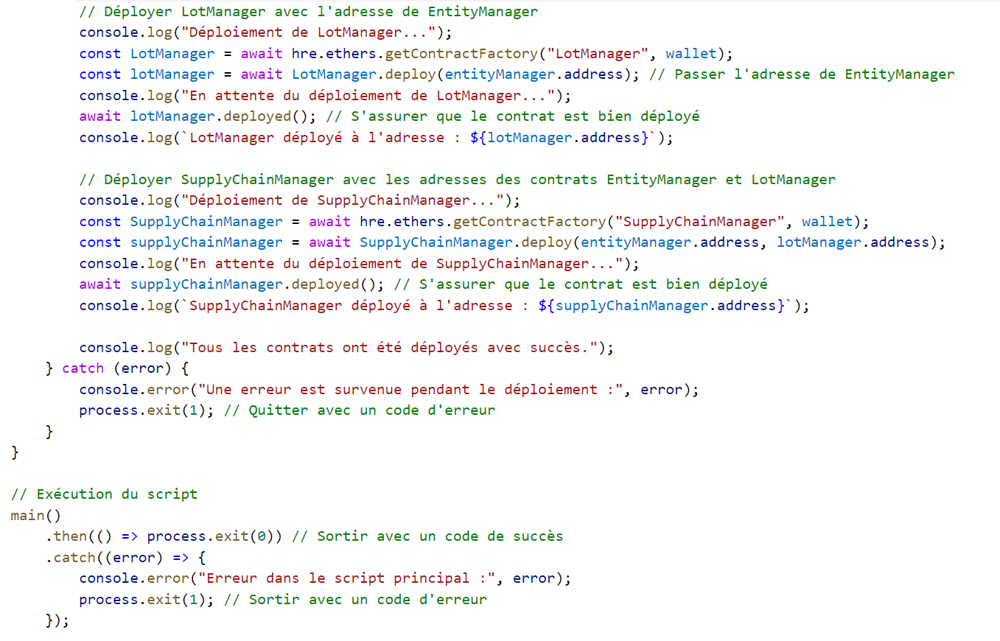 // Déployer LotManager avec l'adresse de EntityManager
console.log("Déploiement de LotManager...");
const LotManager = await hre.ethers.getContractFactory("LotManager", wallet);
const lotManager = await LotManager.deploy(entityManager.address); // Passer l'adresse de EntityManager
console.log("En attente du déploiement de LotManager...");
await lotManager.deployed(); // S'assurer que le contrat est bien déployé
console.log(`LotManager déployé à l'adresse : ${lotManager.address}`);
// Déployer SupplyChainManager avec les adresses des contrats EntityManager et LotManager
console.log("Déploiement de SupplyChainManager...");
const SupplyChainManager = await hre.ethers.getContractFactory("SupplyChainManager", wallet);
const supplyChainManager = await SupplyChainManager.deploy(entityManager.address, lotManager.address);
console.log("En attente du déploiement de SupplyChainManager...");
await supplyChainManager.deployed(); // S'assurer que le contrat est bien déployé
console.log(`SupplyChainManager déployé à l'adresse : ${supplyChainManager.address}`);
console.log("Tous les contrats ont été déployés avec succès.");
} catch (error) {
console.error("Une erreur est survenue pendant le déploiement :", error);
process.exit(1); // Quitter avec un code d'erreur
}
}
// Exécution du script
main()
.then(() => process.exit(0)) // Sortir avec un code de succès
.catch((error) => {
console.error("Erreur dans le script principal :", error);
process.exit(1); // Sortir avec un code d'erreur
});